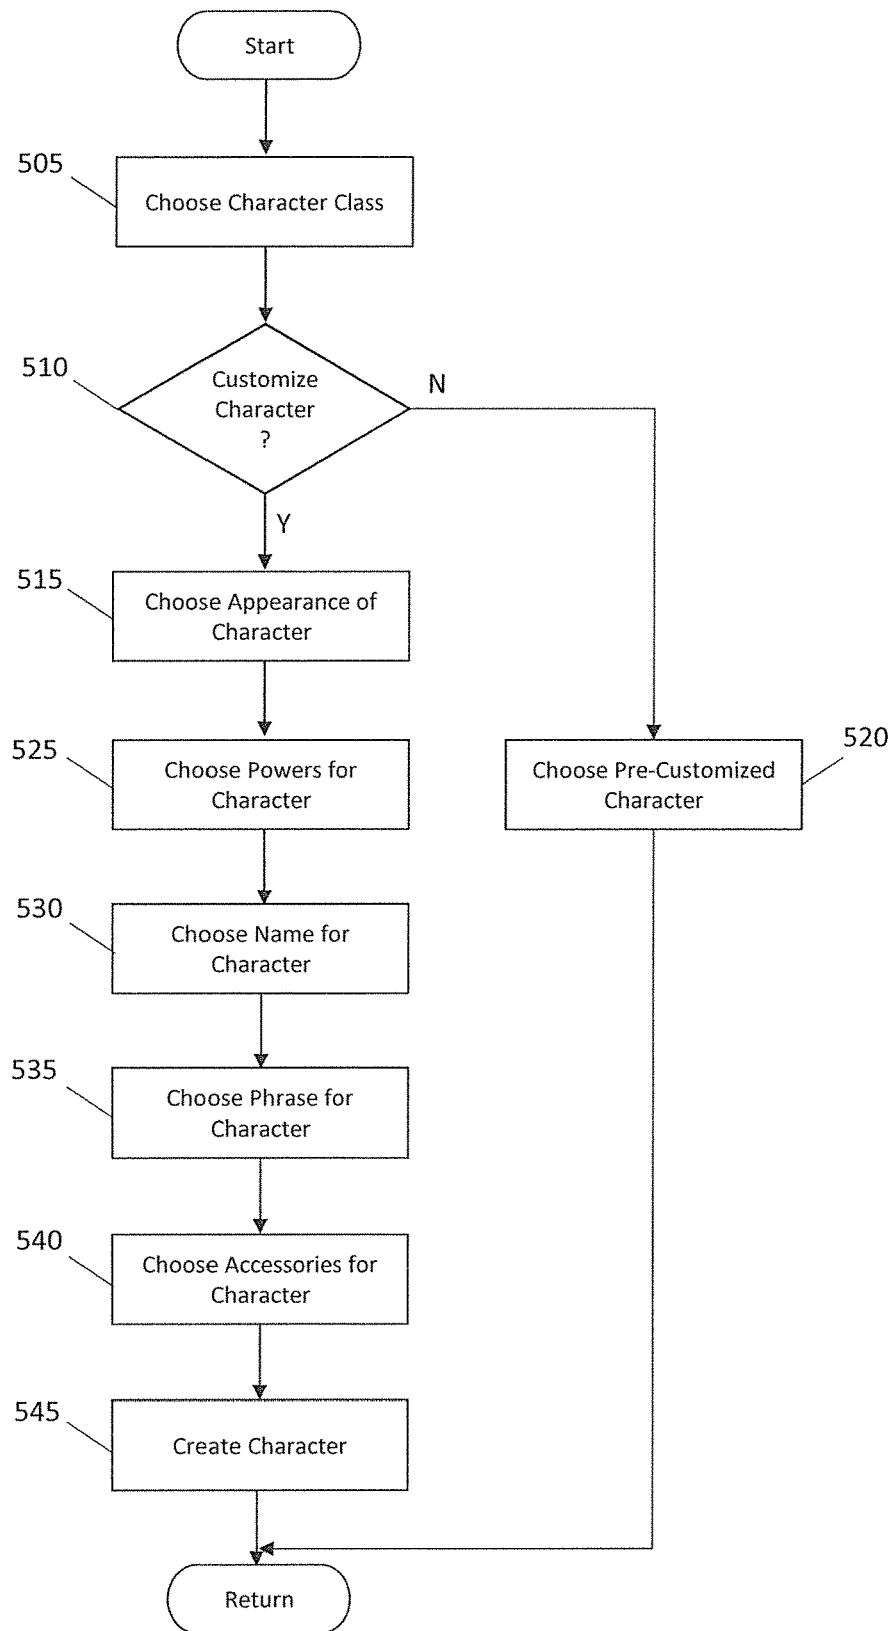 Start
505
Choose Character Class
510
Customize
Character
?
N
Y
515
Choose Appearance of
Character
525
Choose Powers for
Character
Choose Pre-Customized
Character
520
530
Choose Name for
Character
535
Choose Phrase for
Character
540
Choose Accessories for
Character
545
Create Character
Return